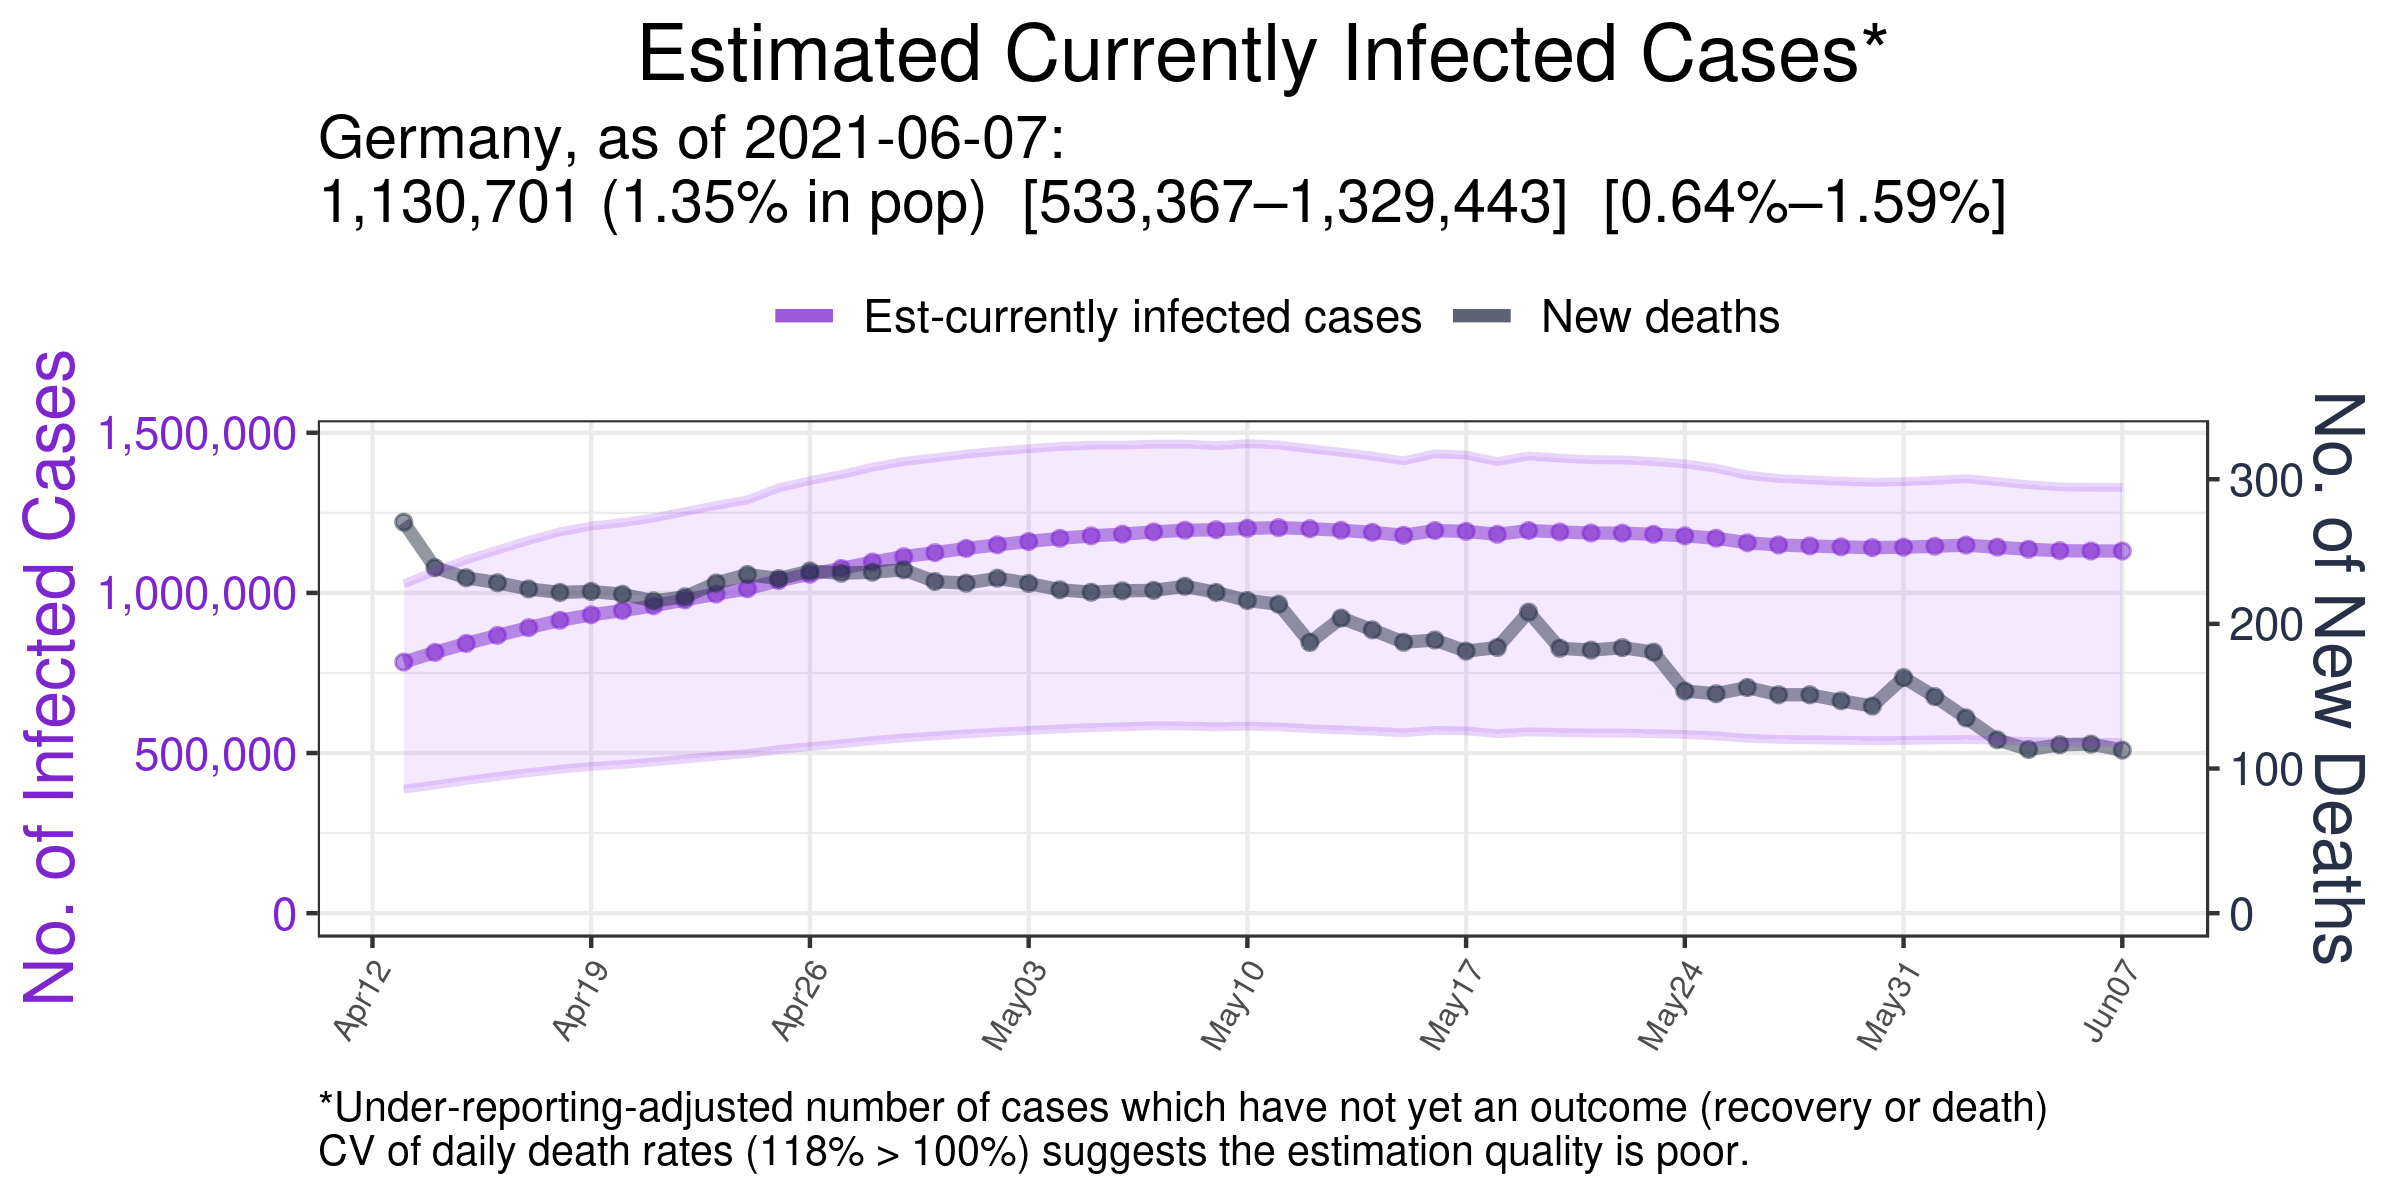 Estimated Currently Infected Cases*
Germany, as of 2021-06-07:
1,130,701 (1.35% in pop) [533,367–1,329,443] [0.64%–1.59%]
Est-currently infected cases New deaths
No. of Infected Cases
1,500,000
1,000,000
500,000
0
300
200
100
0
No. of New Deaths
Apr12 Apr19 Apr26 May03 May10 May17 May24 May31 Jun07
*Under-reporting-adjusted number of cases which have not yet an outcome (recovery or death)
CV of daily death rates (118% > 100%) suggests the estimation quality is poor.